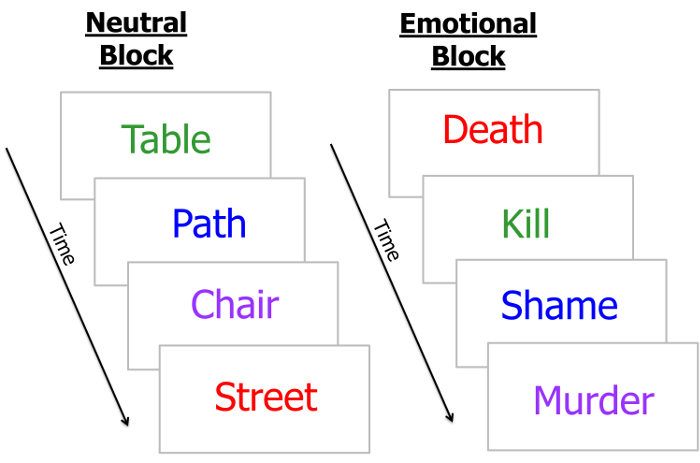 Neutral
Block
Table
Path
Chair
Street
Time
Emotional
Block
Death
Kill
Shame
Murder
Time